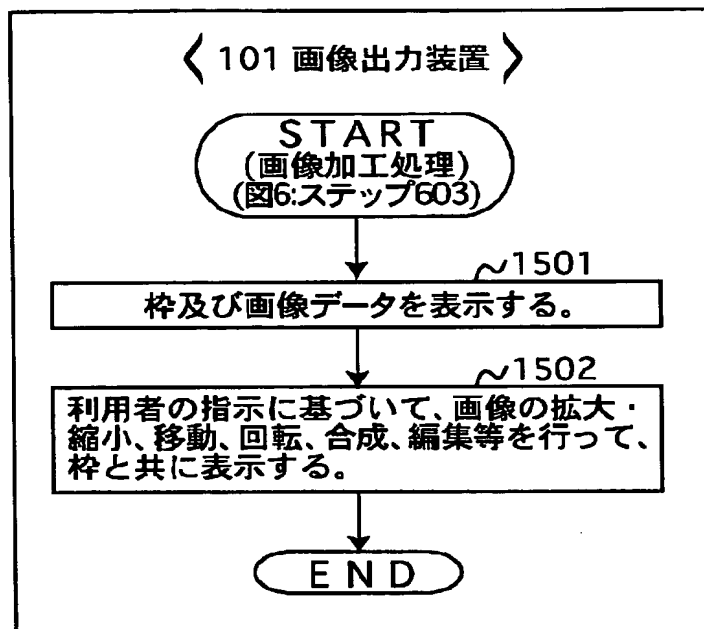 〈 101 画像出力装置 〉
START
(画像加工処理)
(図6:ステップ603)
1501
枠及び画像データを表示する。
1502
利用者の指示に基づいて、画像の拡大・
縮小、移動、回転、合成、編集等を行って、
枠と共に表示する。
END